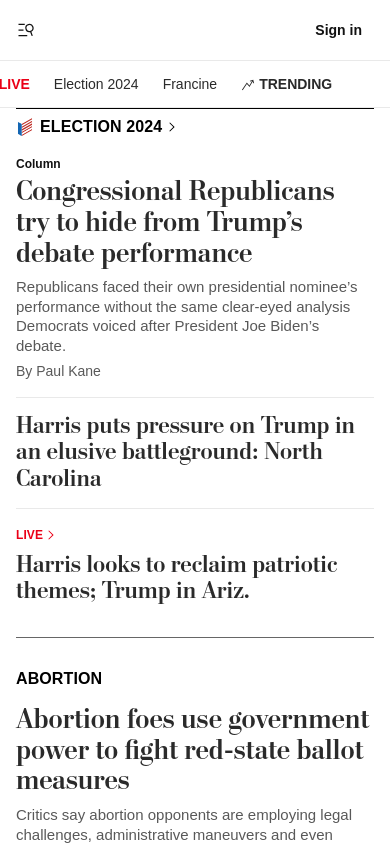 Sign in
LIVE
Election 2024
Francine
TRENDING
ELECTION 2024
Column
Congressional Republicans
try to hide from Trump’s
debate performance
Republicans faced their own presidential nominee’s
performance without the same clear-eyed analysis
Democrats voiced after President Joe Biden’s
debate.
By Paul Kane
Harris puts pressure on Trump in
an elusive battleground: North
Carolina
LIVE
Harris looks to reclaim patriotic
themes; Trump in Ariz.
ABORTION
Abortion foes use government
power to fight red-state ballot
measures
Critics say abortion opponents are employing legal
challenges, administrative maneuvers and even